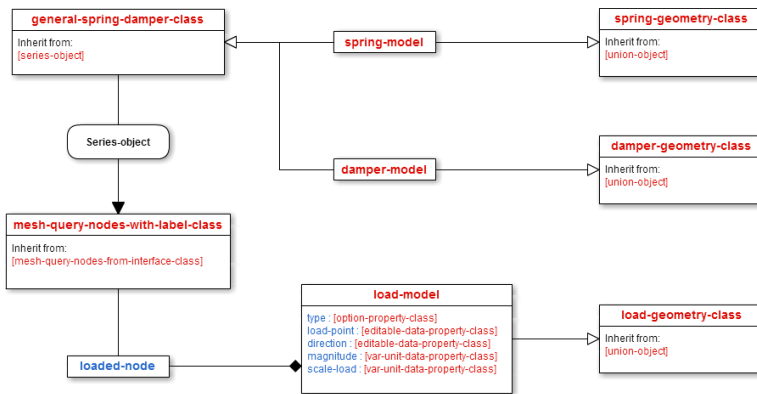 general-spring-damper-class
Inherit from:
[series-object]
spring-model
spring-geometry-class
Inherit from:
[union-object]
Series-object
damper-model
damper-geometry-class
Inherit from:
[union-object]
mesh-query-nodes-with-label-class
Inherit from:
[mesh-query-nodes-from-interface-class]
load-model
type : [option-property-class]
load-point : [editable-data-property-class]
direction : [editable-data-property-class]
magnitude : [var-unit-data-property-class]
scale-load : [var-unit-data-property-class]
load-geometry-class
Inherit from:
[union-object]
loaded-node